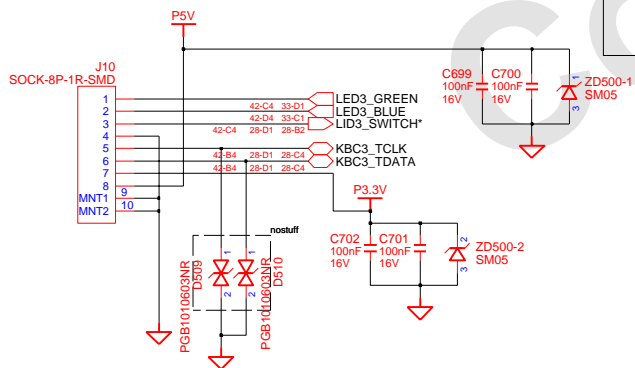 P5V
J10
SOCK-8P-1R-SMD
1
2
3
4
5
6
7
8
MNT1
9
MNT2
10
LED3_GREEN
42-C4 33-D1
LED3_BLUE
42-D4 33-C1
LID3_SWITCH*
42-C4 28-D1 28-B2
KBC3_TCLK
42-B4 28-D1 28-C4
KBC3_TDATA
42-B4 28-D1 28-C4
C699
100nF
16V
C700
100nF
16V
1
3
ZD500-1
SM05
P3.3V
C702
100nF
16V
C701
100nF
16V
2
3
ZD500-2
SM05
nostuff
1
2
D509
PGB1010603NR
1
2
D510
PGB1010603NR